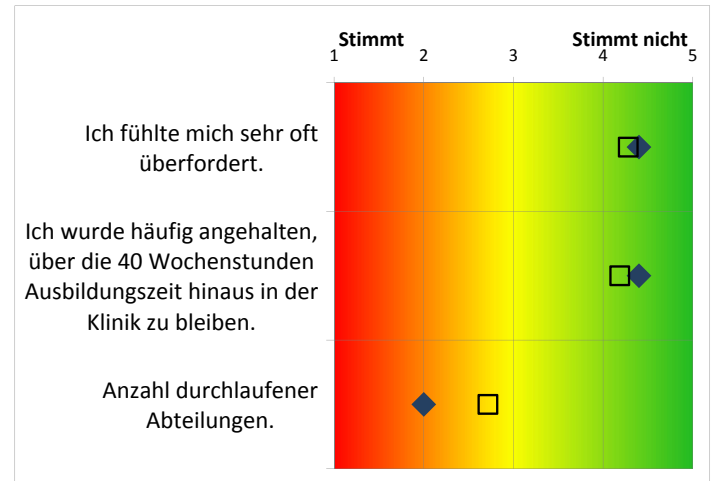 Stimmt Stimmt nicht
1 2 3 4 5
Ich fühlte mich sehr oft
überfordert.
Ich wurde häufig angehalten,
über die 40 Wochenstunden
Ausbildungszeit hinaus in der
Klinik zu bleiben.
Anzahl durchlaufener
Abteilungen.